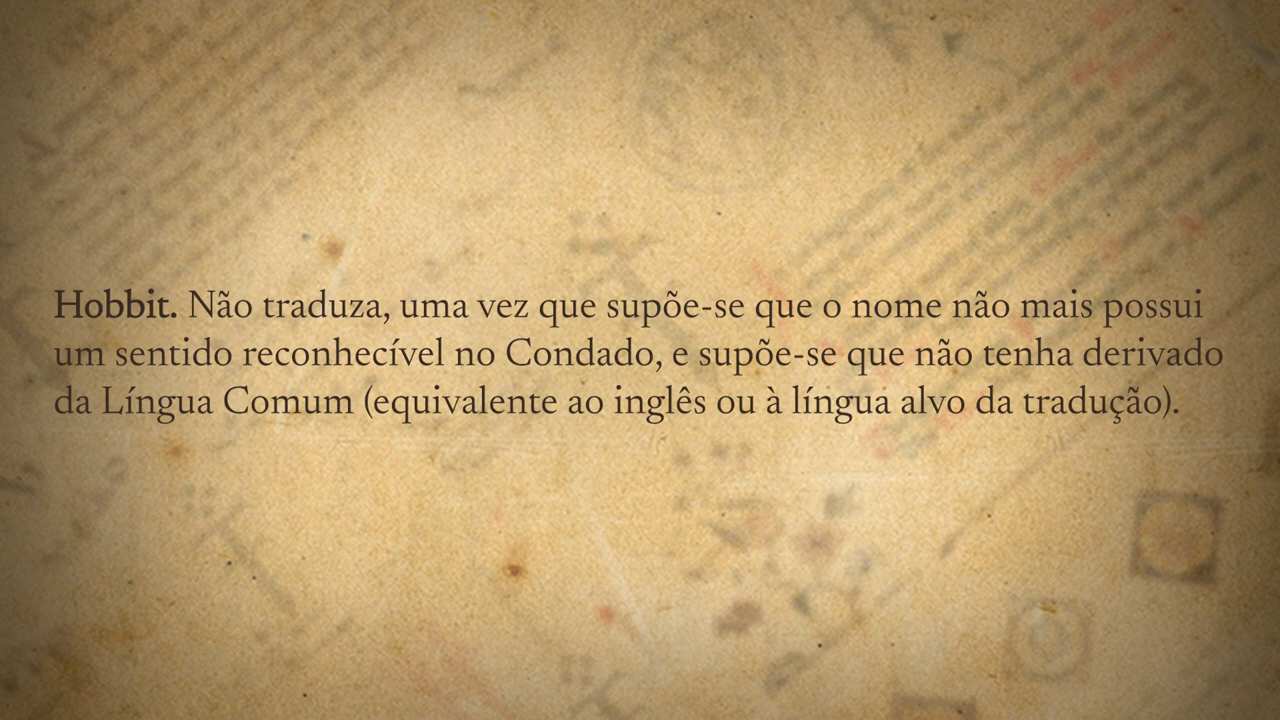 Hobbit. Não traduza, uma vez que supõe-se que o nome não mais possui
um sentido reconhecível no Condado, e supõe-se que não tenha derivado
da Língua Comum (equivalente ao inglês ou à língua alvo da tradução).